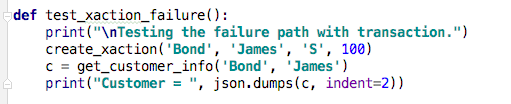 def test_xaction_failure():
    print("\nTesting the failure path with transaction.")
    create_xaction('Bond', 'James', 'S', 100)
    c = get_customer_info('Bond', 'James')
    print("Customer = ", json.dumps(c, indent=2))